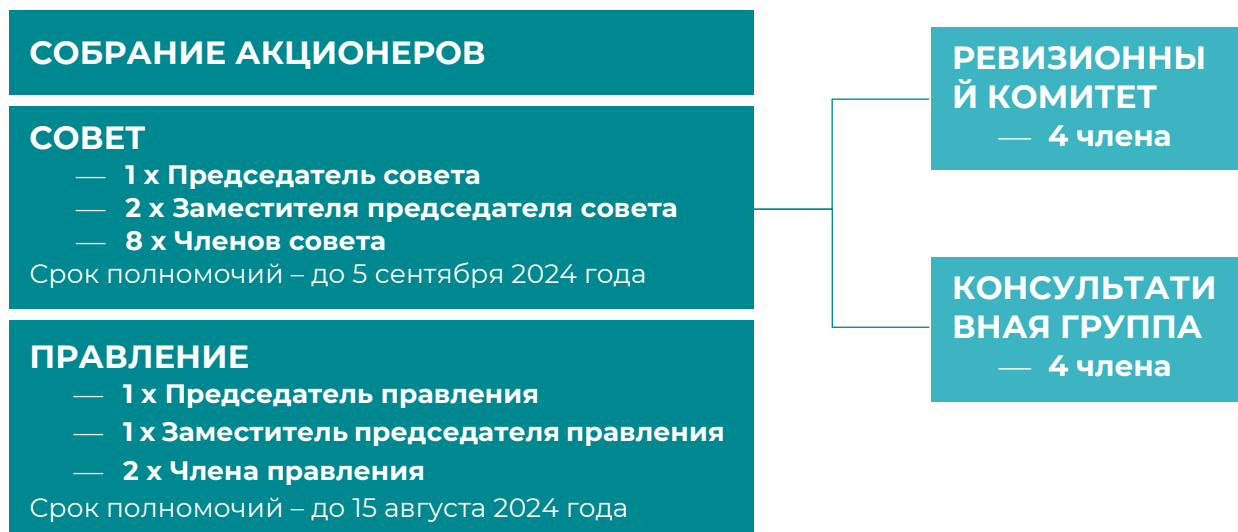 СОБРАНИЕ АКЦИОНЕРОВ
СОВЕТ
— 1 x Председатель совета
— 2 x Заместителя председателя совета
— 8 x Членов совета
Срок полномочий – до 5 сентября 2024 года
ПРАВЛЕНИЕ
— 1 x Председатель правления
— 1 x Заместитель председателя правления
— 2 x Члена правления
Срок полномочий – до 15 августа 2024 года
РЕВИЗИОННЫ
Й КОМИТЕТ
— 4 члена
КОНСУЛЬТАТИ
ВНАЯ ГРУППА
— 4 члена